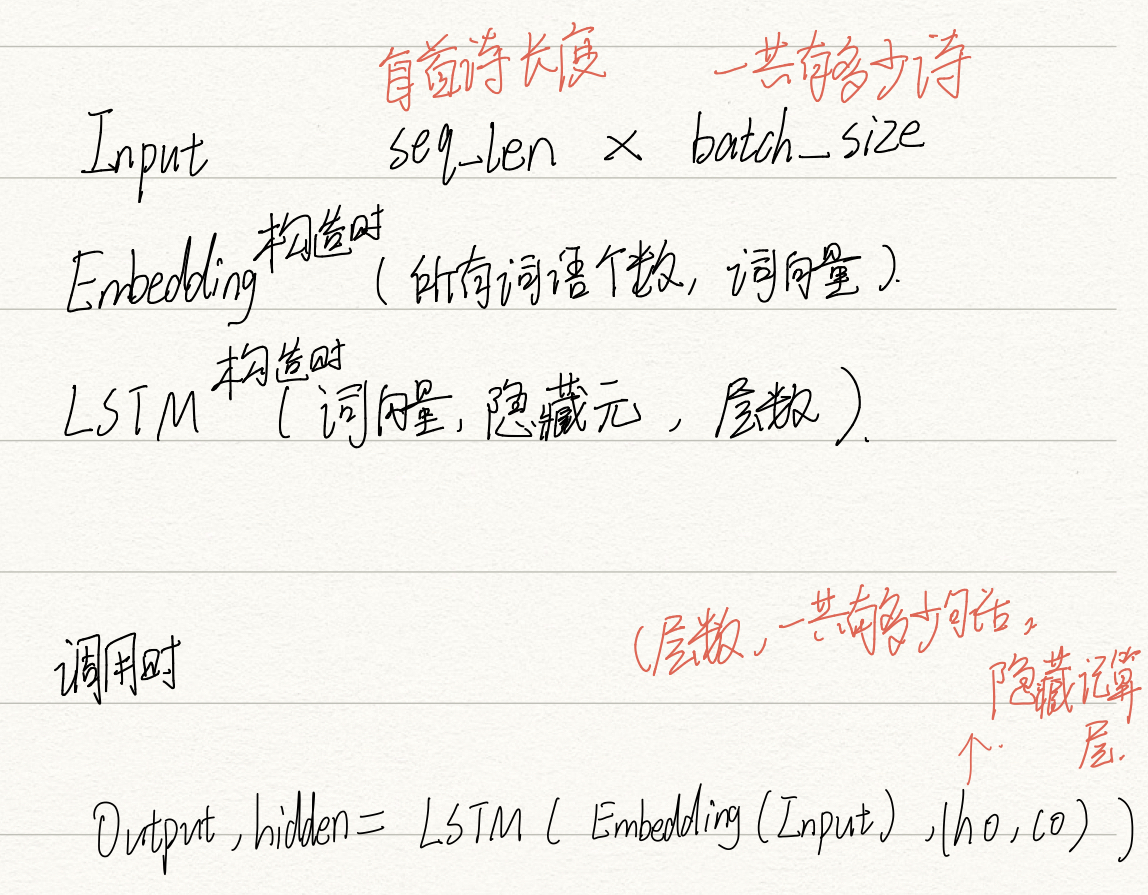 每首诗长度 一共有多少诗
Input seq_len × batch_size
Embedding 构造时 (所有词语个数, 词向量).
LSTM 构造时 (词向量, 隐藏元, 层数).
(层数, 一共有多少句话,
调用时
隐藏记算
↑ 层.
Output, hidden = LSTM ( Embedding (Input), (h0, c0) )